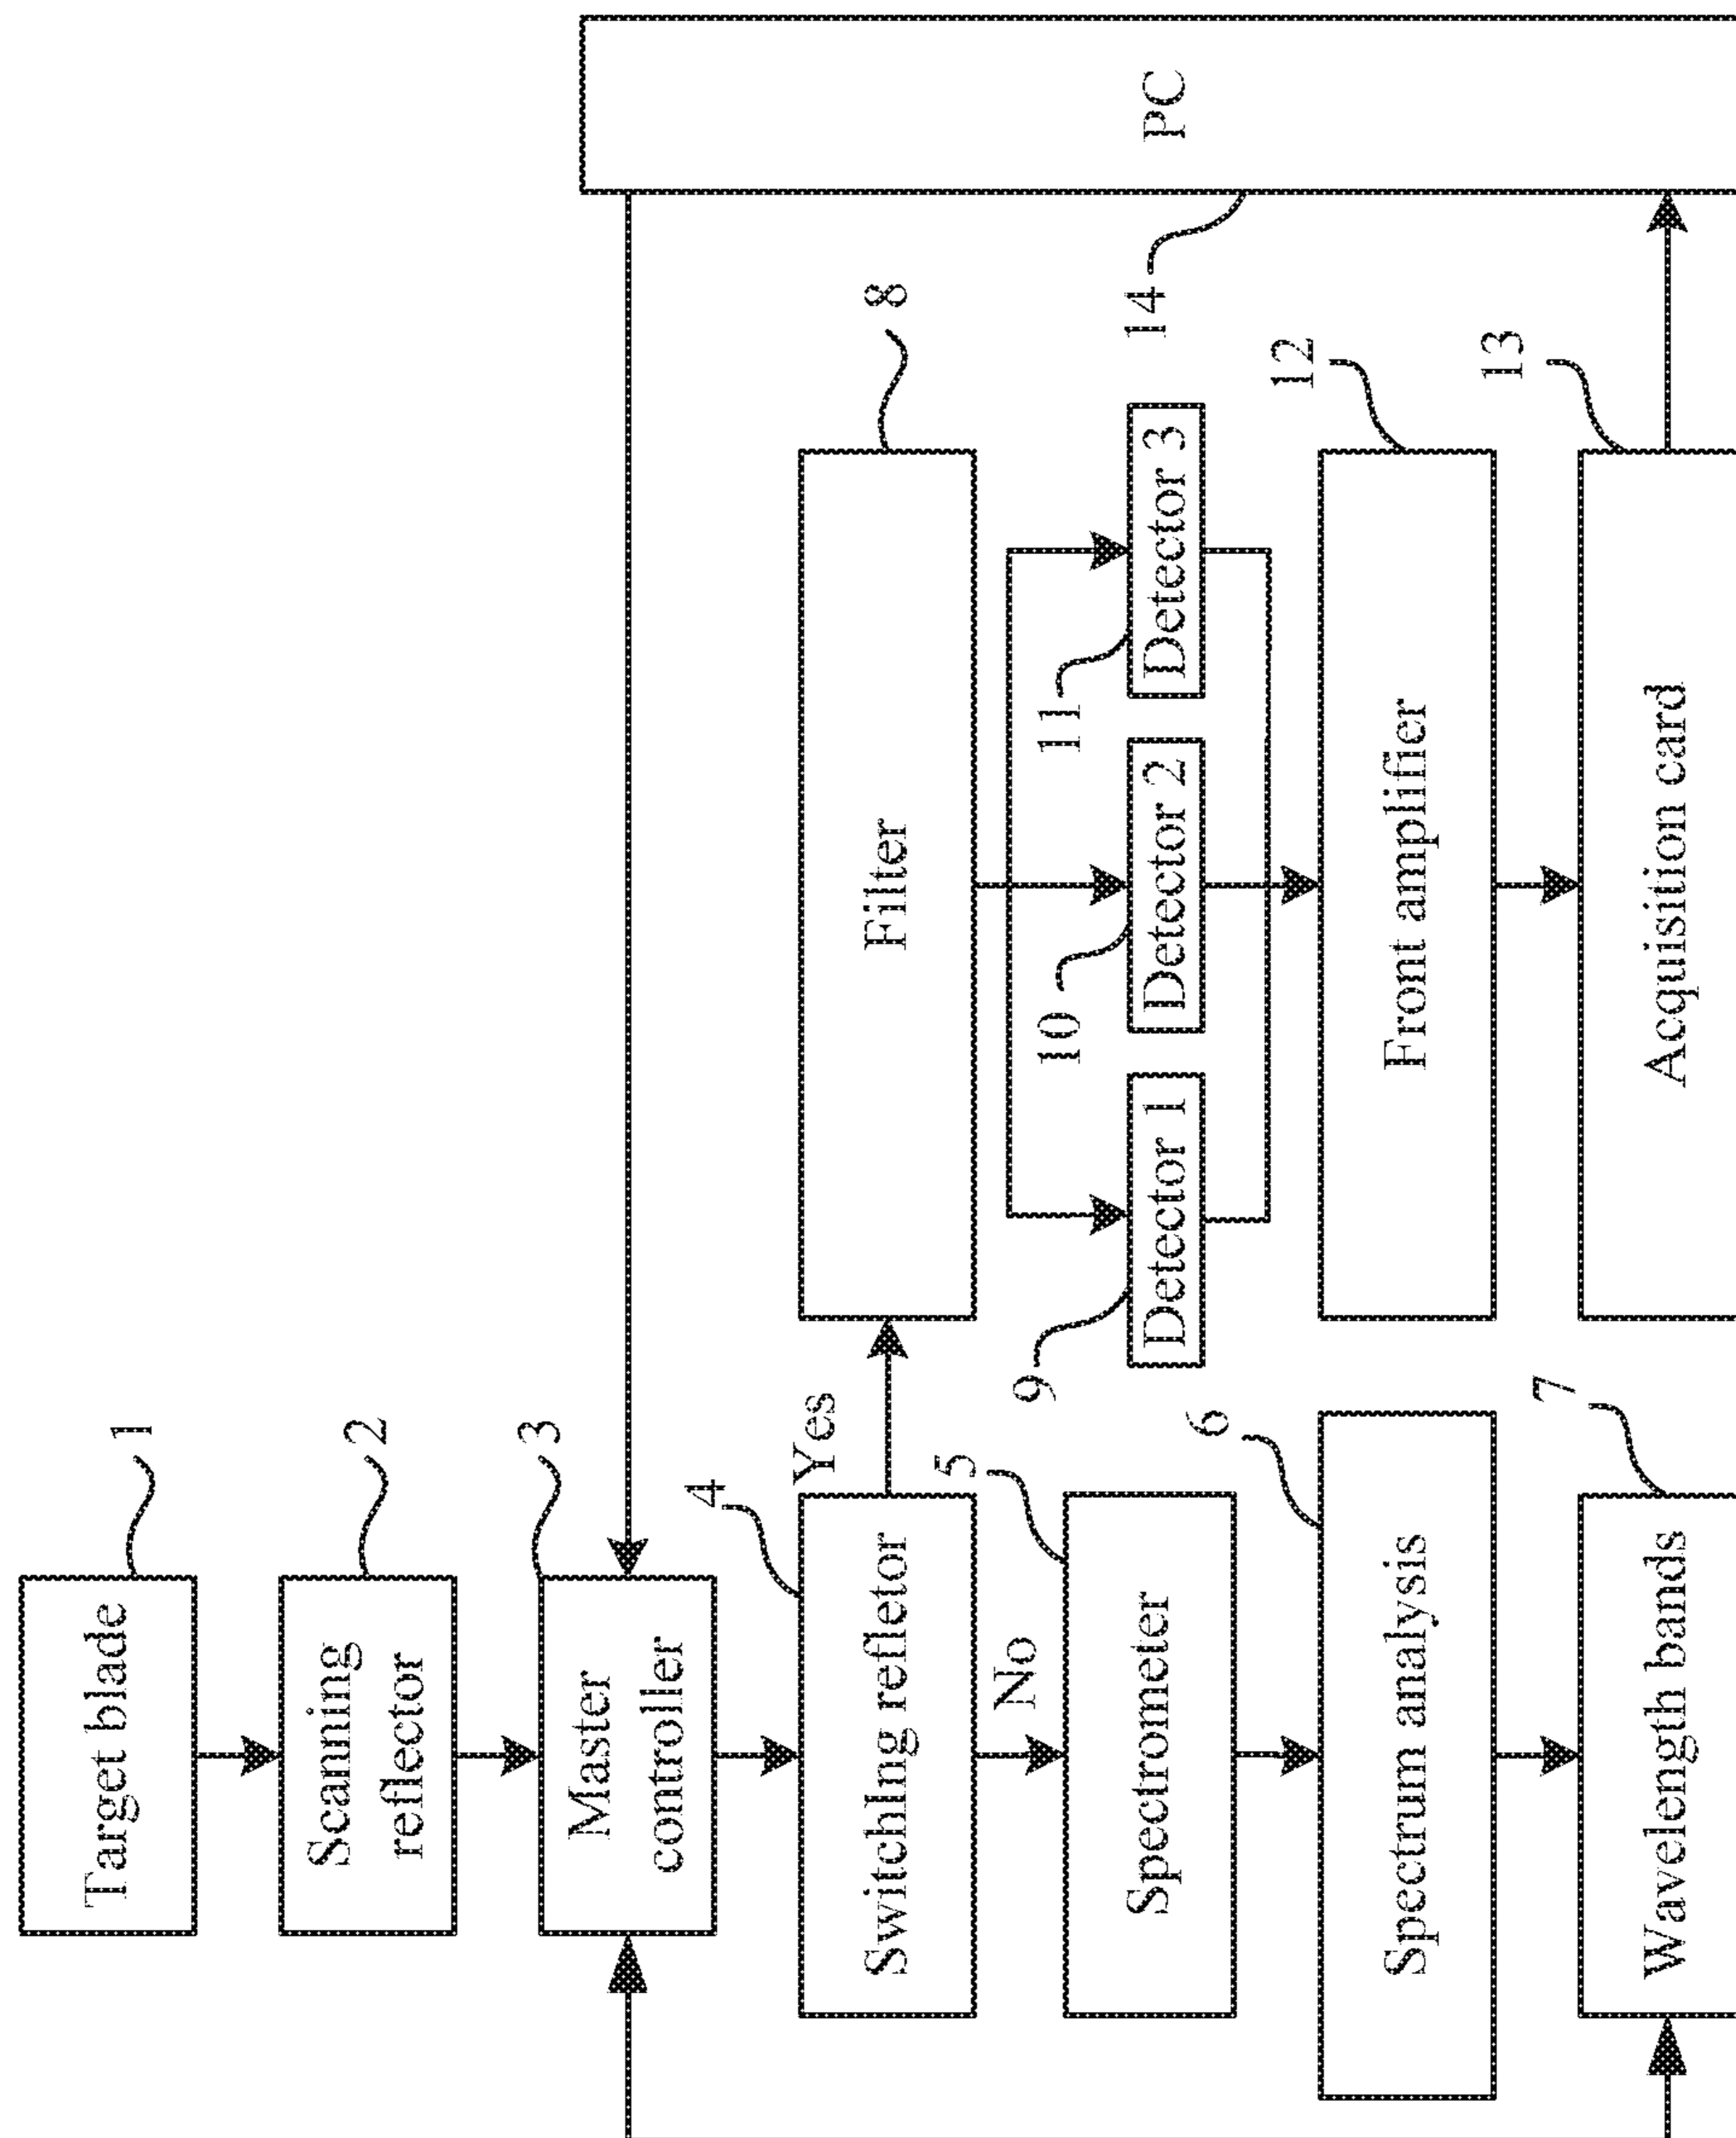 Target blade
1
Scanning
reflector
2
Master
controller
3
Switching refletor
4
Yes
No
Spectrometer
5
Spectrum analysis
6
Wavelength bands
7
Filter
8
Detector 1
9
Detector 2
10
Detector 3
11
Front amplifier
12
Acquisition card
13
PC
14